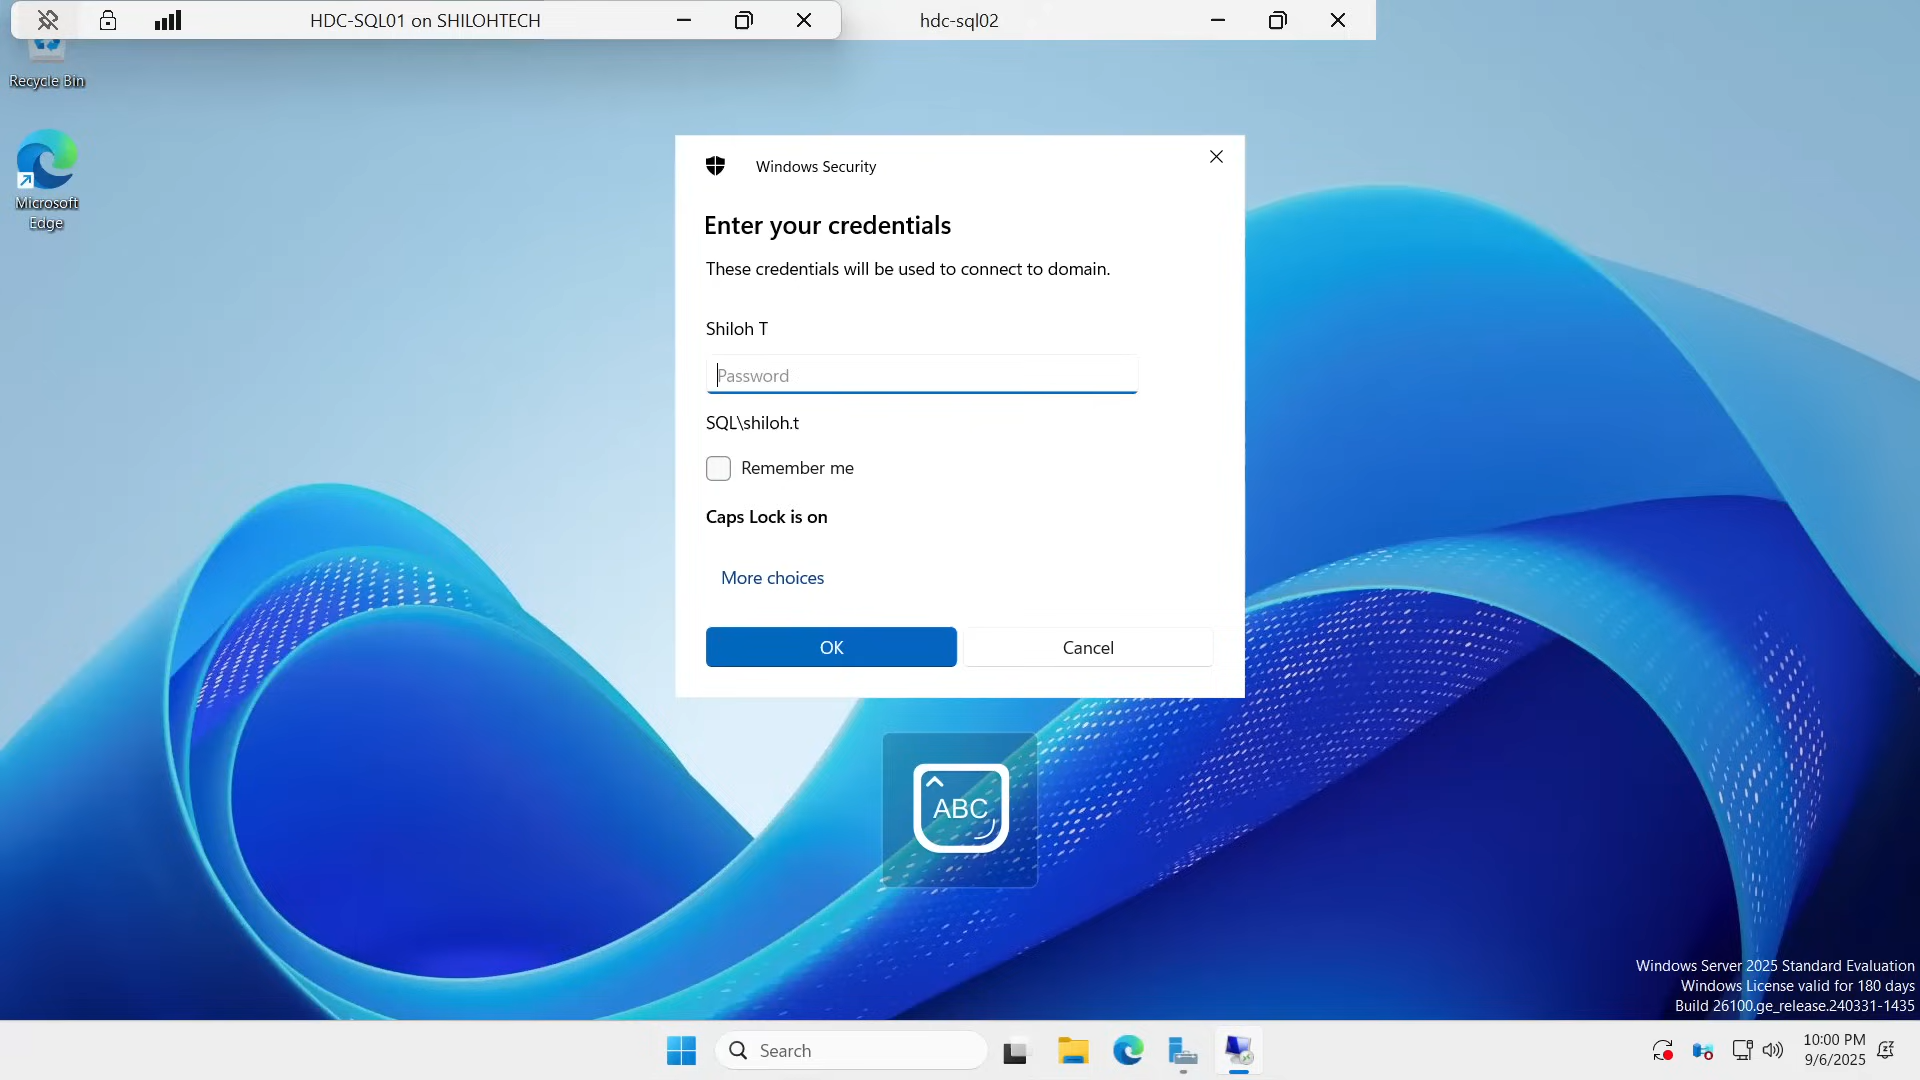 HDC-SQL01 on SHILOHTECH
hdc-sql02
Recycle Bin
Microsoft
Edge
Windows Security
Enter your credentials
These credentials will be used to connect to domain.
Shiloh T
Password
SQL\shiloh.t
Remember me
Caps Lock is on
More choices
OK
Cancel
ABC
Windows Server 2025 Standard Evaluation
Windows License valid for 180 days
Build 26100.ge_release.240331-1435
Search
10:00 PM
9/6/2025